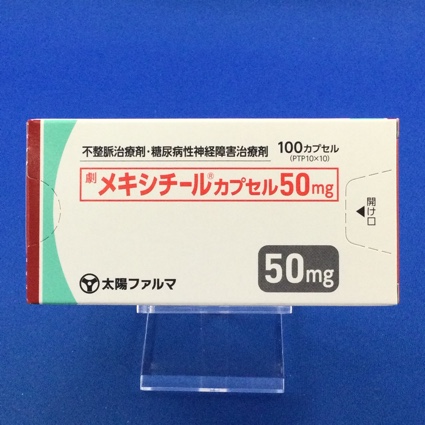 不整脈治療剤・糖尿病性神経障害治療剤 100カプセル
(PTP10×10)
劇 メキシチール®カプセル50mg
開け口
50mg
太陽ファルマ